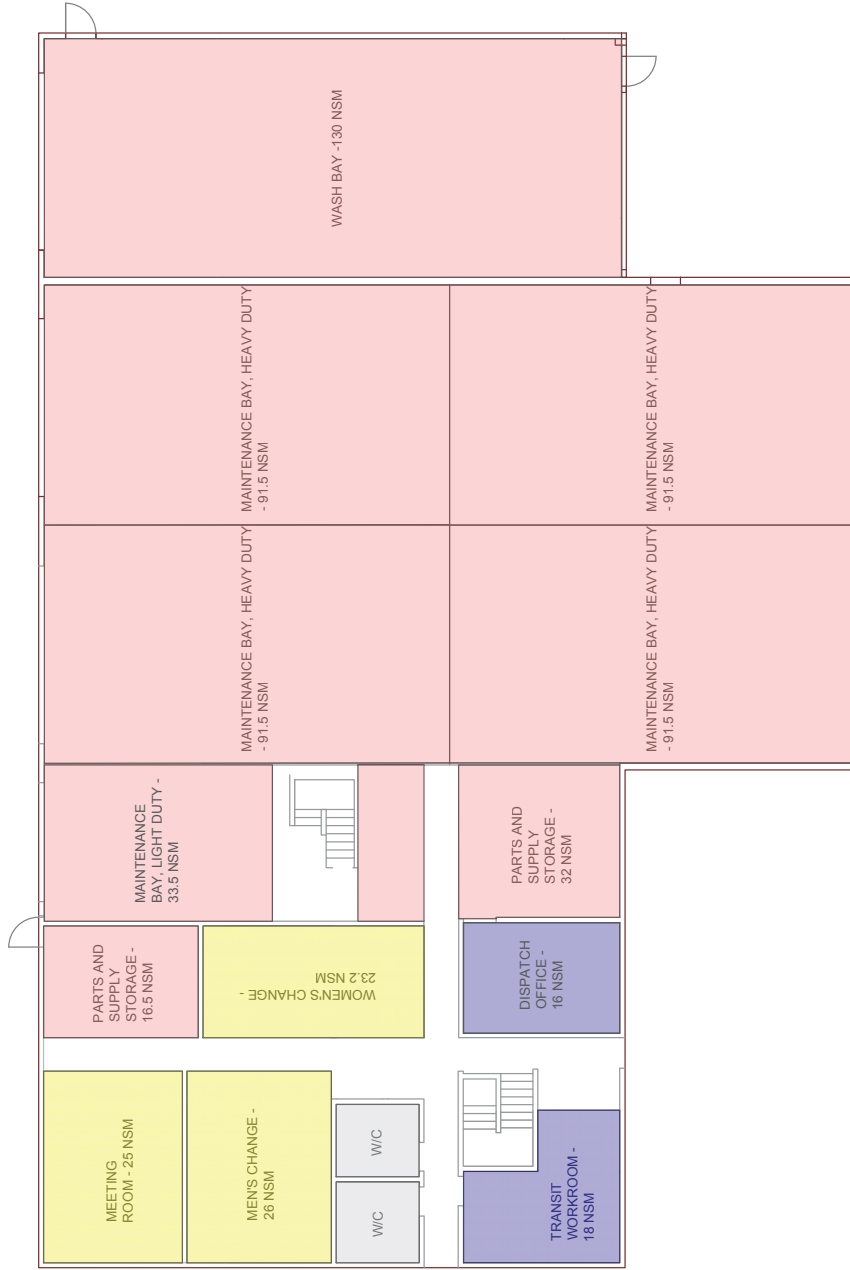 WASH BAY -130 NSM
MAINTENANCE BAY, HEAVY DUTY
- 91.5 NSM
MAINTENANCE BAY, HEAVY DUTY
- 91.5 NSM
MAINTENANCE BAY, HEAVY DUTY
- 91.5 NSM
MAINTENANCE BAY, HEAVY DUTY
- 91.5 NSM
MAINTENANCE
BAY, LIGHT DUTY -
33.5 NSM
PARTS AND
SUPPLY
STORAGE -
32 NSM
PARTS AND
SUPPLY
STORAGE -
16.5 NSM
WOMEN'S CHANGE -
23.2 NSM
DISPATCH
OFFICE -
16 NSM
MEETING
ROOM - 25 NSM
MEN'S CHANGE -
26 NSM
W/C
W/C
TRANSIT
WORKROOM -
18 NSM